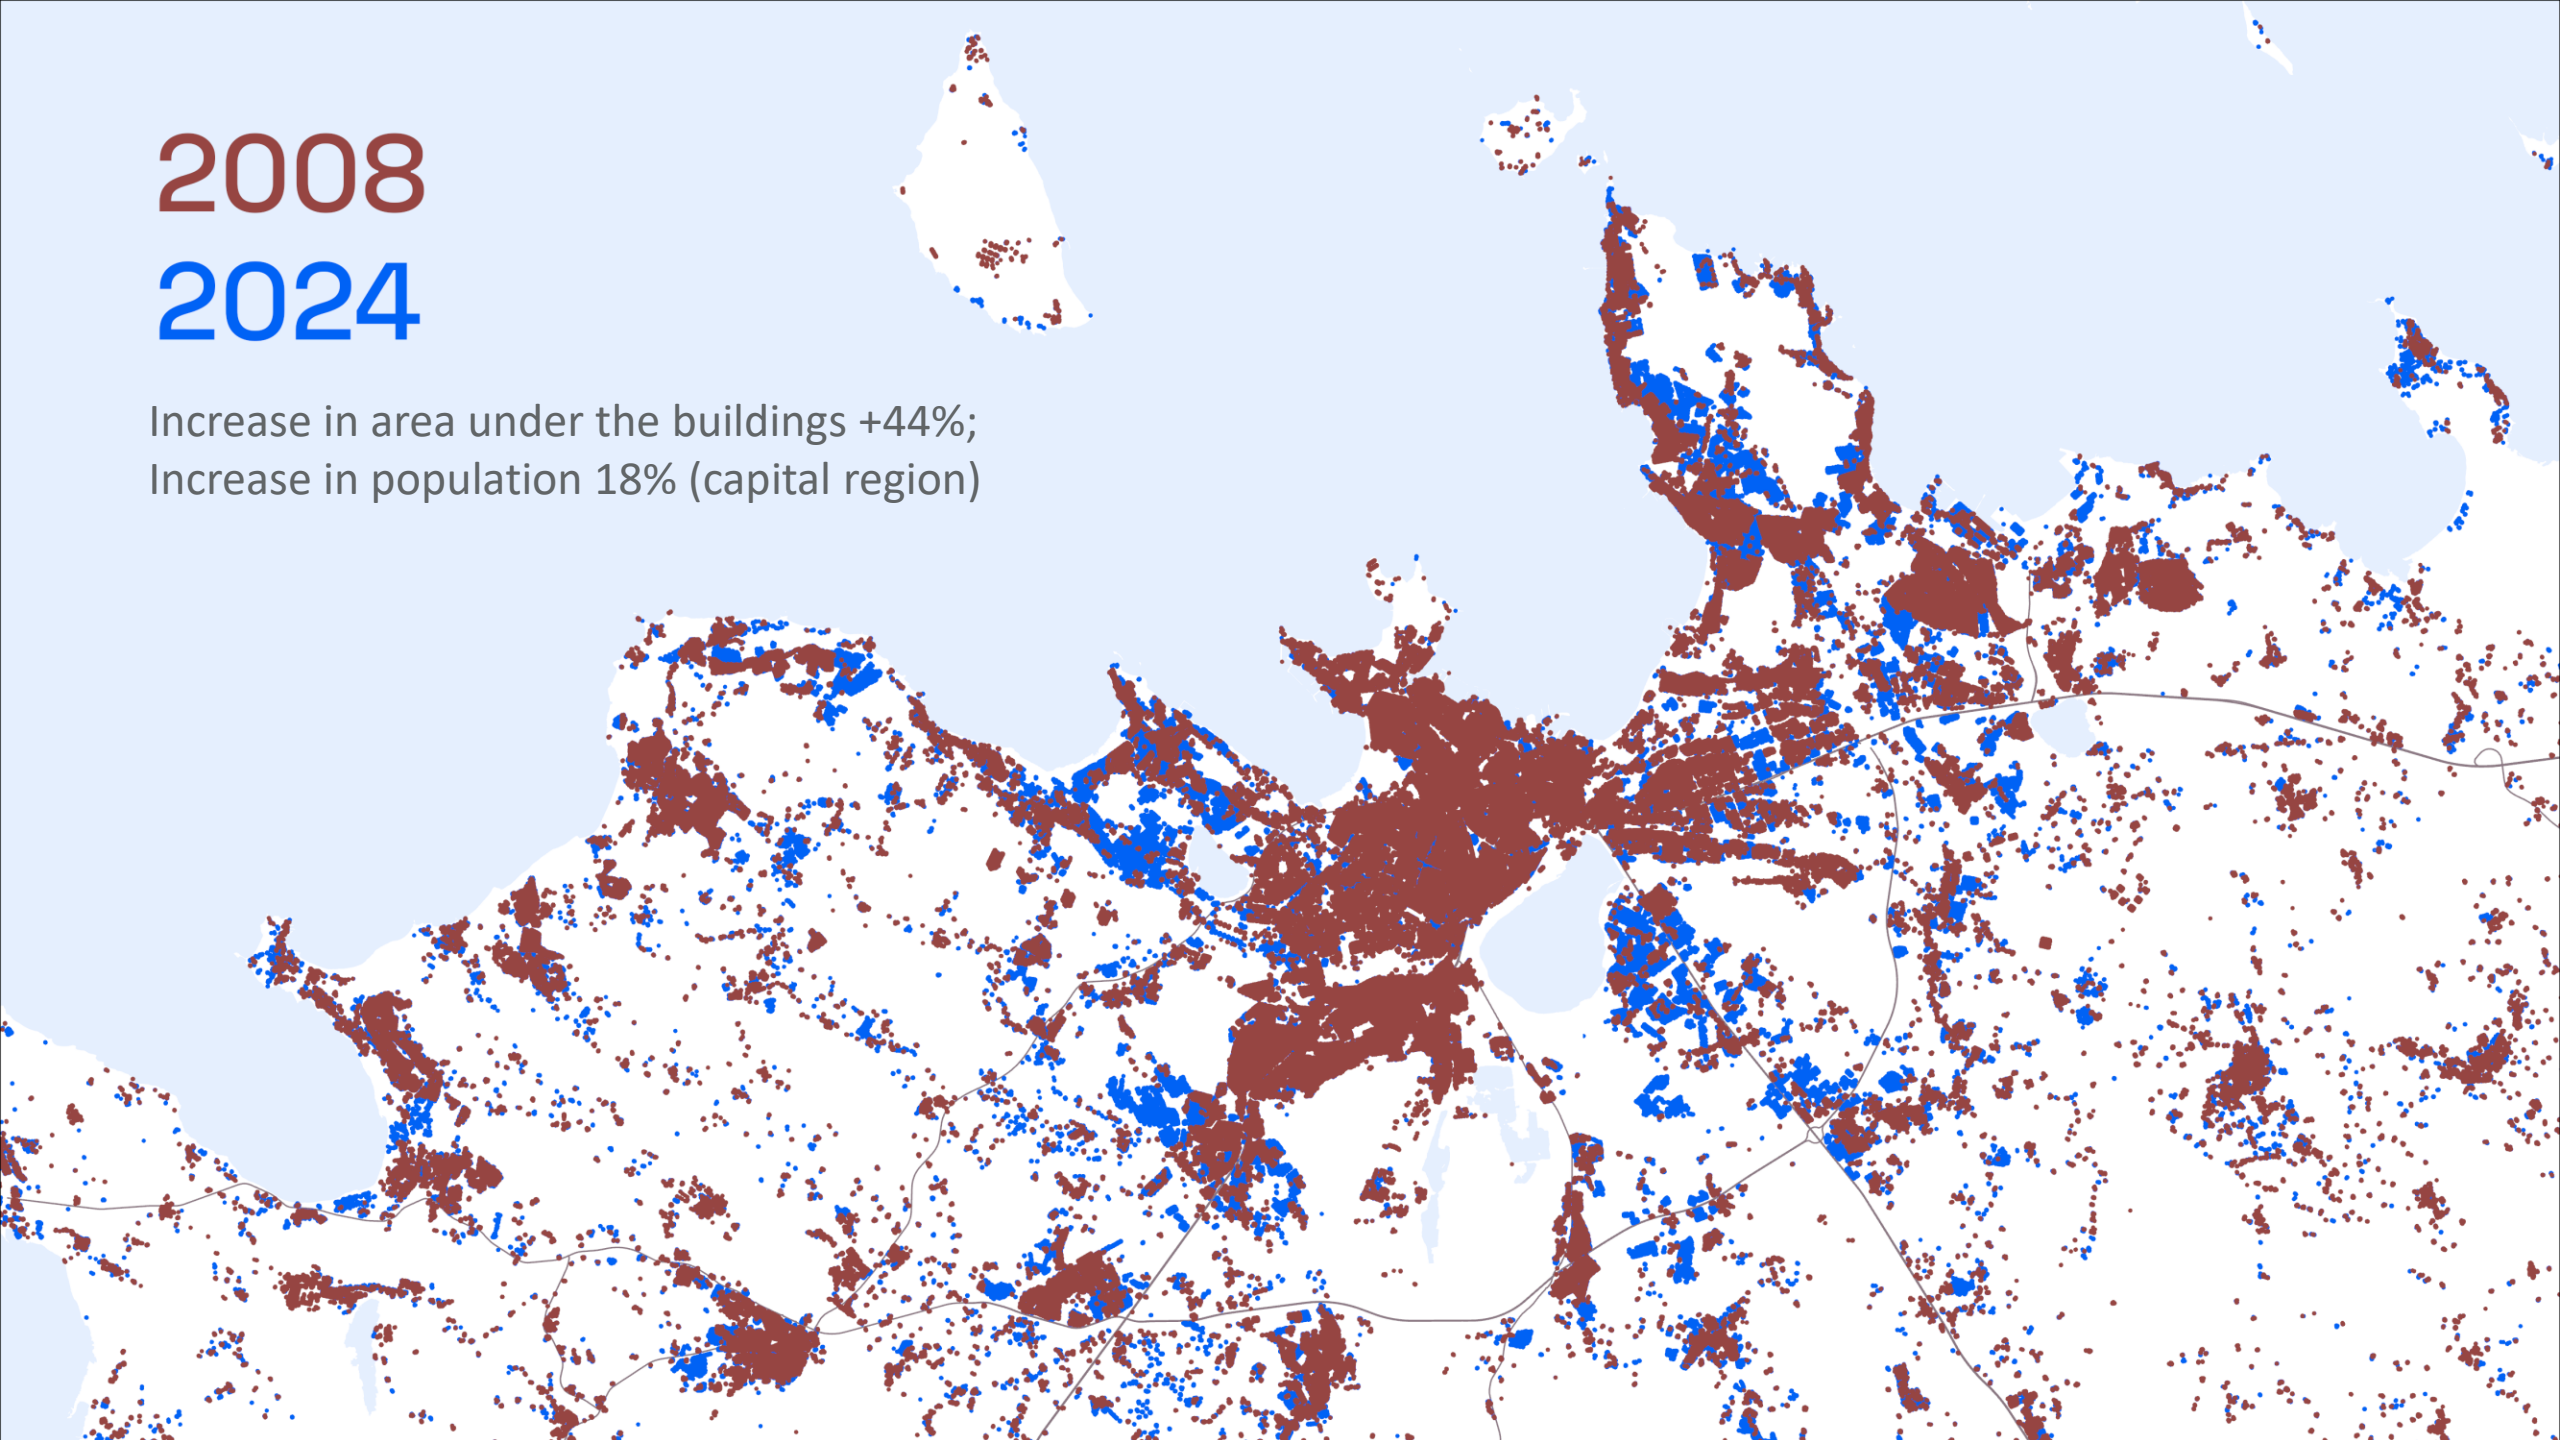 2008
2024
Increase in area under the buildings +44%;
Increase in population 18% (capital region)